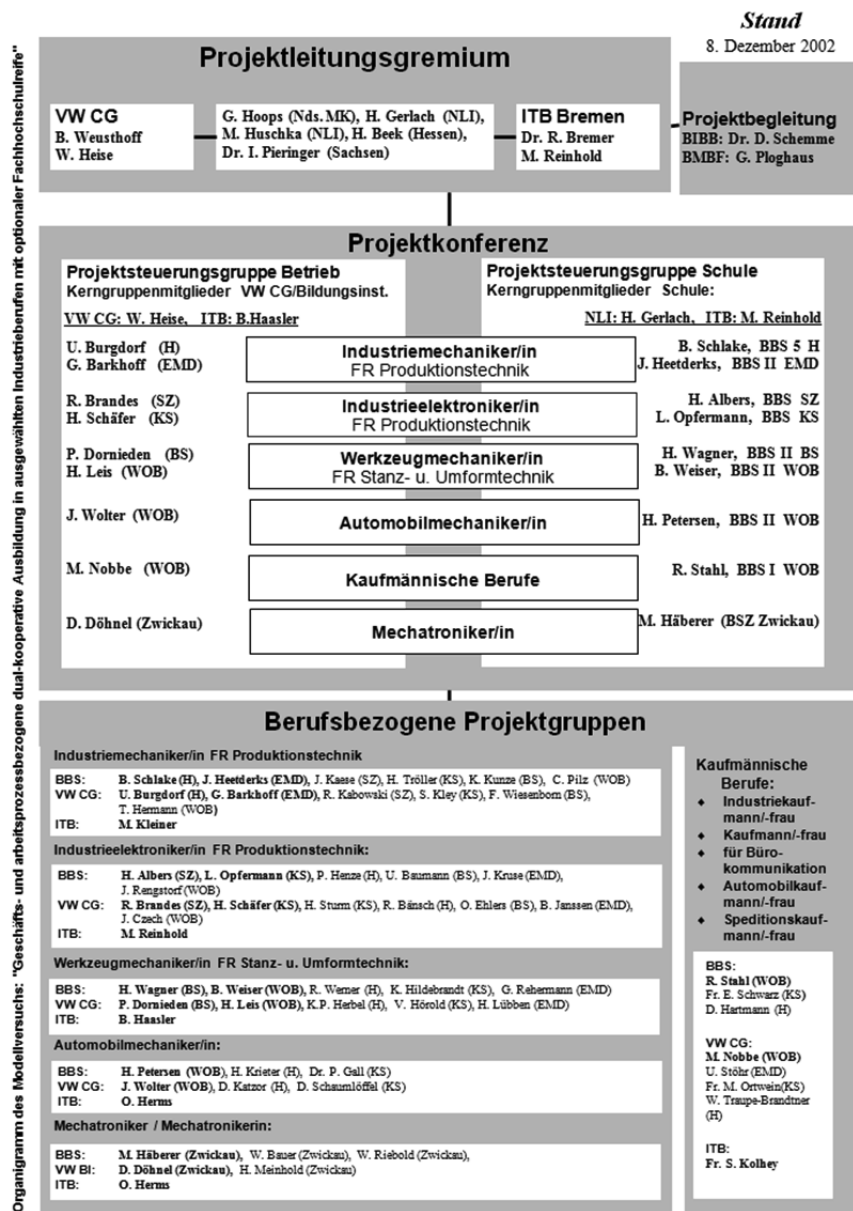 Organigramm des Modellversuchs: "Geschäfts- und arbeitsprozessbezogene dual-kooperative Ausbildung in ausgewählten Industrieberufen mit optionaler Fachhochschulreife"
Stand
8. Dezember 2002
Projektleitungsgremium
VW CG
B. Weusthoff
W. Heise
G. Hoops (Nds. MK), H. Gerlach (NLI),
M. Huschka (NLI), H. Beek (Hessen),
Dr. I. Pieringer (Sachsen)
ITB Bremen
Dr. R. Bremer
M. Reinhold
Projektbegleitung
BIBB: Dr. D. Schemme
BMBF: G. Ploghaus
Projektkonferenz
Projektsteuerungsgruppe Betrieb
Kerngruppenmitglieder VW CG/Bildungsinst.
VW CG: W. Heise, ITB: B.Haasler
Projektsteuerungsgruppe Schule
Kerngruppenmitglieder Schule:
NLI: H. Gerlach, ITB: M. Reinhold
U. Burgdorf (H)
G. Barkhoff (EMD)
Industriemechaniker/in
FR Produktionstechnik
B. Schlake, BBS 5 H
J. Heetderks, BBS II EMD
R. Brandes (SZ)
H. Schäfer (KS)
Industrieelektroniker/in
FR Produktionstechnik
H. Albers, BBS SZ
L. Opfermann, BBS KS
P. Dornieden (BS)
H. Leis (WOB)
Werkzeugmechaniker/in
FR Stanz- u. Umformtechnik
H. Wagner, BBS II BS
B. Weiser, BBS II WOB
J. Wolter (WOB)
Automobilmechaniker/in
H. Petersen, BBS II WOB
M. Nobbe (WOB)
Kaufmännische Berufe
R. Stahl, BBS I WOB
D. Döhnel (Zwickau)
Mechatroniker/in
M. Häberer (BSZ Zwickau)
Berufsbezogene Projektgruppen
Industriemechaniker/in FR Produktionstechnik
BBS: B. Schlake (H), J. Heetderks (EMD), J. Kaese (SZ), H. Tröller (KS), K. Kunze (BS), C. Pilz (WOB)
VW CG: U. Burgdorf (H), G. Barkhoff (EMD), R. Kabowski (SZ), S. Kley (KS), F. Wiesenborn (BS),
T. Hermann (WOB)
ITB: M. Kleiner
Industrieelektroniker/in FR Produktionstechnik:
BBS: H. Albers (SZ), L. Opfermann (KS), P. Henze (H), U. Baumann (BS), J. Kruse (EMD),
J. Rengstorf (WOB)
VW CG: R. Brandes (SZ), H. Schäfer (KS), H. Sturm (KS), R. Bänsch (H), O. Ehlers (BS), B. Janssen (EMD),
J. Czech (WOB)
ITB: M. Reinhold
Werkzeugmechaniker/in FR Stanz- u. Umformtechnik:
BBS: H. Wagner (BS), B. Weiser (WOB), R. Werner (H), K. Hildebrandt (KS), G. Rehermann (EMD)
VW CG: P. Dornieden (BS), H. Leis (WOB), K.P. Herbel (H), V. Hörold (KS), H. Lübben (EMD)
ITB: B. Haasler
Automobilmechaniker/in:
BBS: H. Petersen (WOB), H. Krieter (H), Dr. P. Gall (KS)
VW CG: J. Wolter (WOB), D. Katzor (H), D. Schaumlöffel (KS)
ITB: O. Herms
Mechatroniker / Mechatronikerin:
BBS: M. Häberer (Zwickau), W. Bauer (Zwickau), W. Riebold (Zwickau),
VW BI: D. Döhnel (Zwickau), H. Meinhold (Zwickau)
ITB: O. Herms
Kaufmännische
Berufe:
◆ Industriekauf-
mann/-frau
◆ Kaufmann/-frau
◆ für Büro-
kommunikation
◆ Automobilkauf-
mann/-frau
◆ Speditionskauf-
mann/-frau
BBS:
R. Stahl (WOB)
Fr. E. Schwarz (KS)
D. Hartmann (H)
VW CG:
M. Nobbe (WOB)
U. Stöhr (EMD)
Fr. M. Ortwein(KS)
W. Traupe-Brandtner
(H)
ITB:
Fr. S. Kolhey